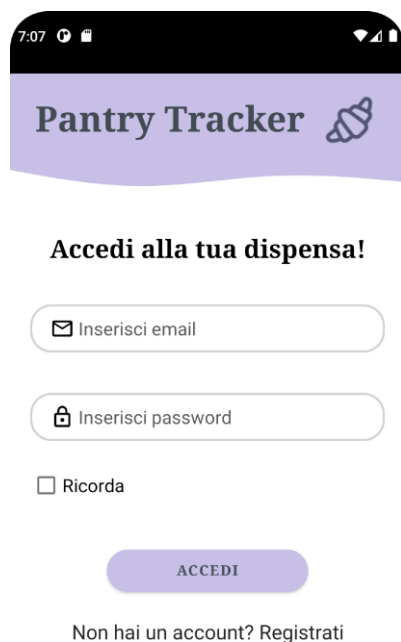 7:07
Pantry Tracker
Accedi alla tua dispensa!
Inserisci email
Inserisci password
Ricorda
ACCEDI
Non hai un account? Registrati